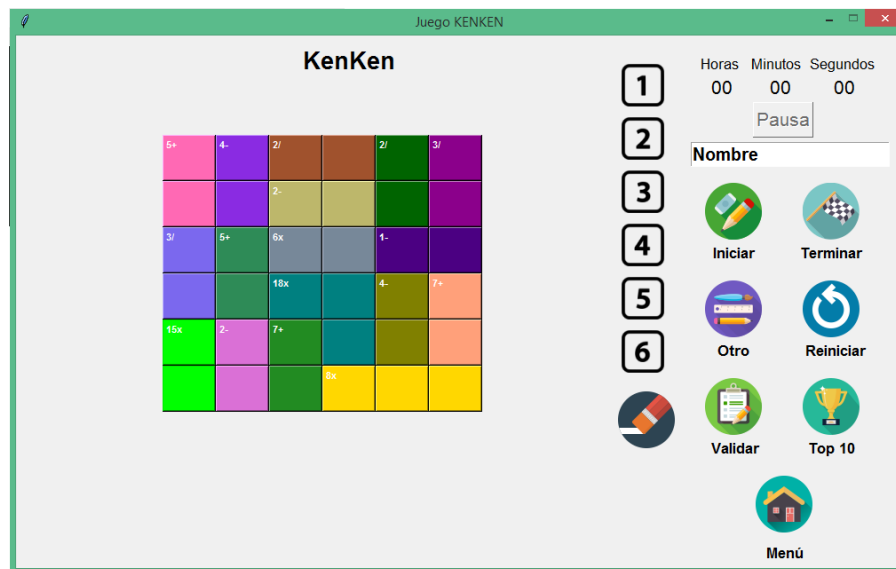 Juego KENKEN
KenKen
Horas Minutos Segundos
00 00 00
Pausa
Nombre
1
2
3
4
5
6
5+ 4- 2/ 2/ 3/
2-
3/ 5+ 6x 1-
18x 4- 7+
15x 2- 7+
8x
Iniciar Terminar
Otro Reiniciar
Validar Top 10
Menú